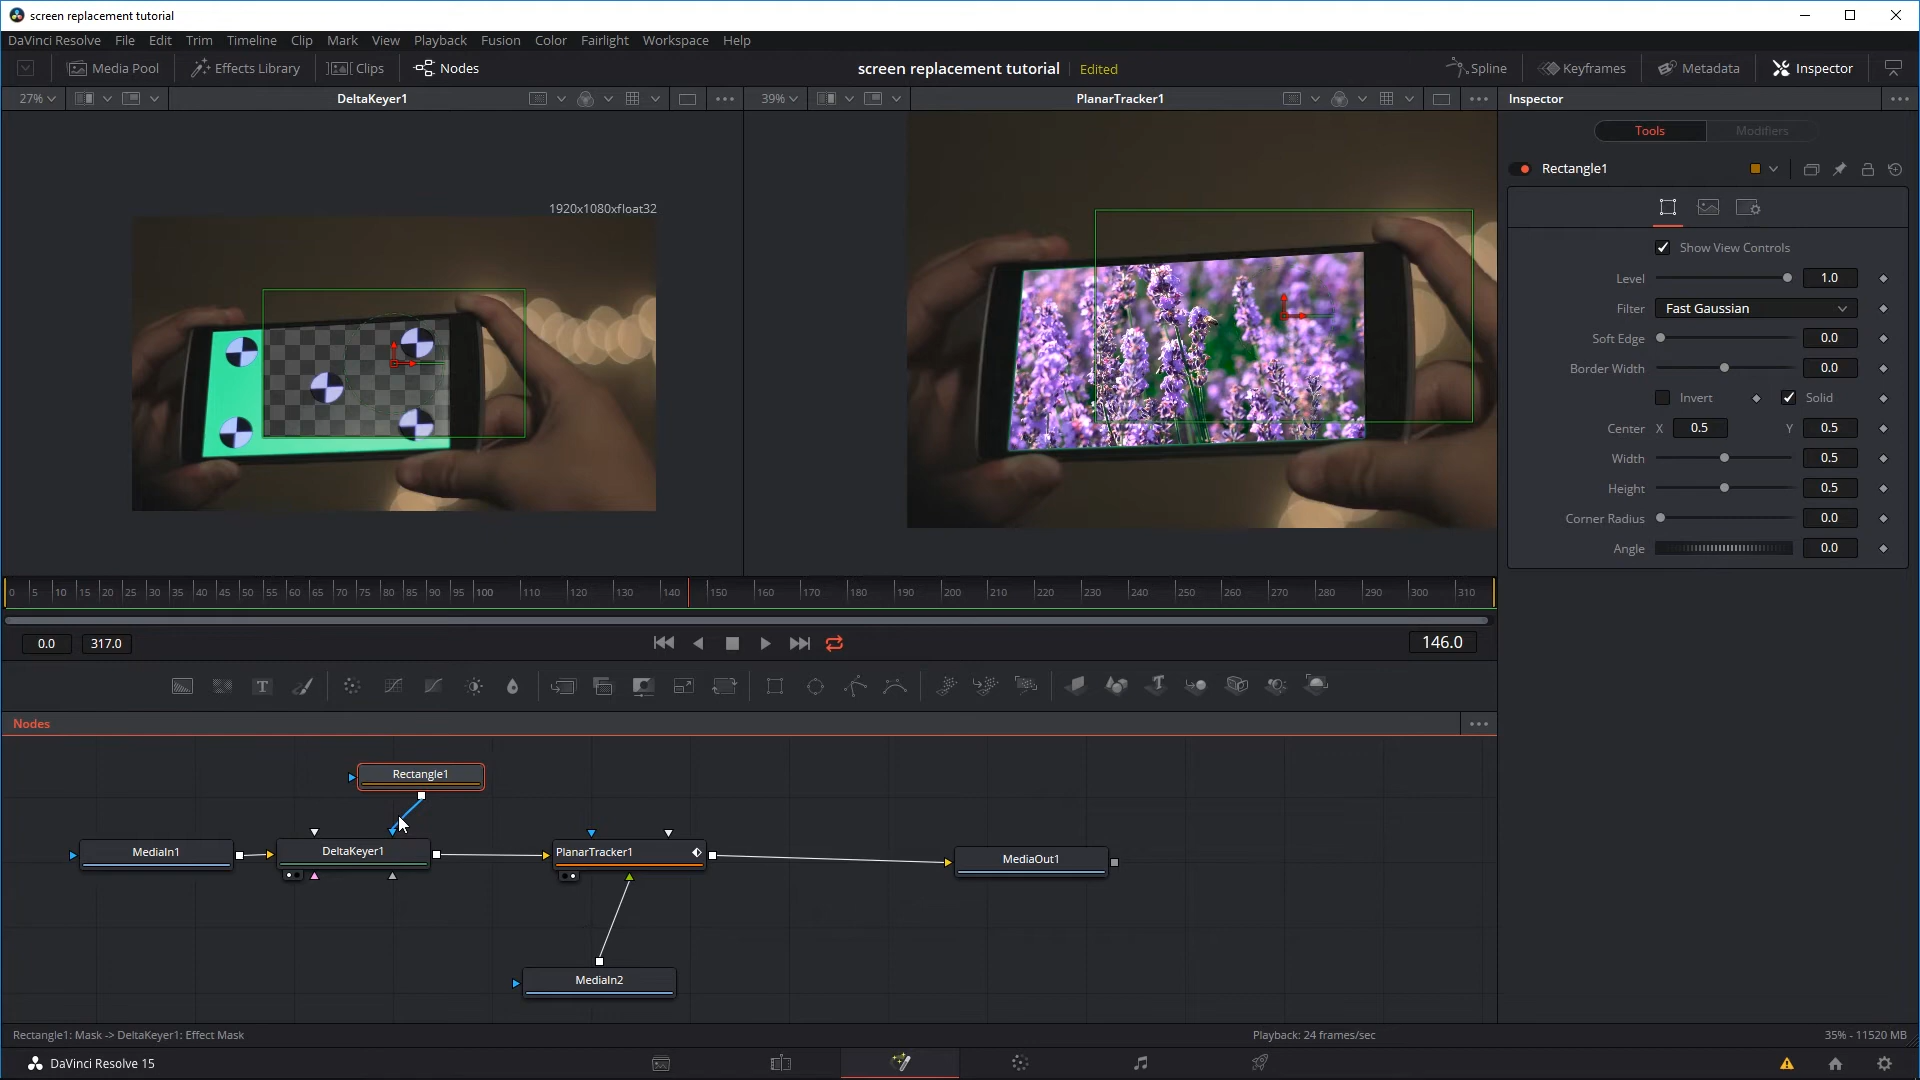 screen replacement tutorial
DaVinci Resolve File Edit Trim Timeline Clip Mark View Playback Fusion Color Fairlight Workspace Help
Media Pool Effects Library Clips Nodes screen replacement tutorial Edited Spline Keyframes Metadata Inspector
27% DeltaKeyer1 39% PlanarTracker1 Inspector
Tools Modifiers
Rectangle1
1920x1080xfloat32
Show View Controls
Level 1.0
Filter Fast Gaussian
Soft Edge 0.0
Border Width 0.0
Invert Solid
Center X 0.5 Y 0.5
Width 0.5
Height 0.5
Corner Radius 0.0
Angle 0.0
0 5 10 15 20 25 30 35 40 45 50 55 60 65 70 75 80 85 90 95 100 110 120 130 140 150 160 170 180 190 200 210 220 230 240 250 260 270 280 290 300 310
0.0 317.0 146.0
T T
Nodes
Rectangle1
MediaIn1 DeltaKeyer1 PlanarTracker1 MediaOut1
MediaIn2
Rectangle1: Mask -> DeltaKeyer1: Effect Mask Playback: 24 frames/sec 35% - 11520 MB
DaVinci Resolve 15